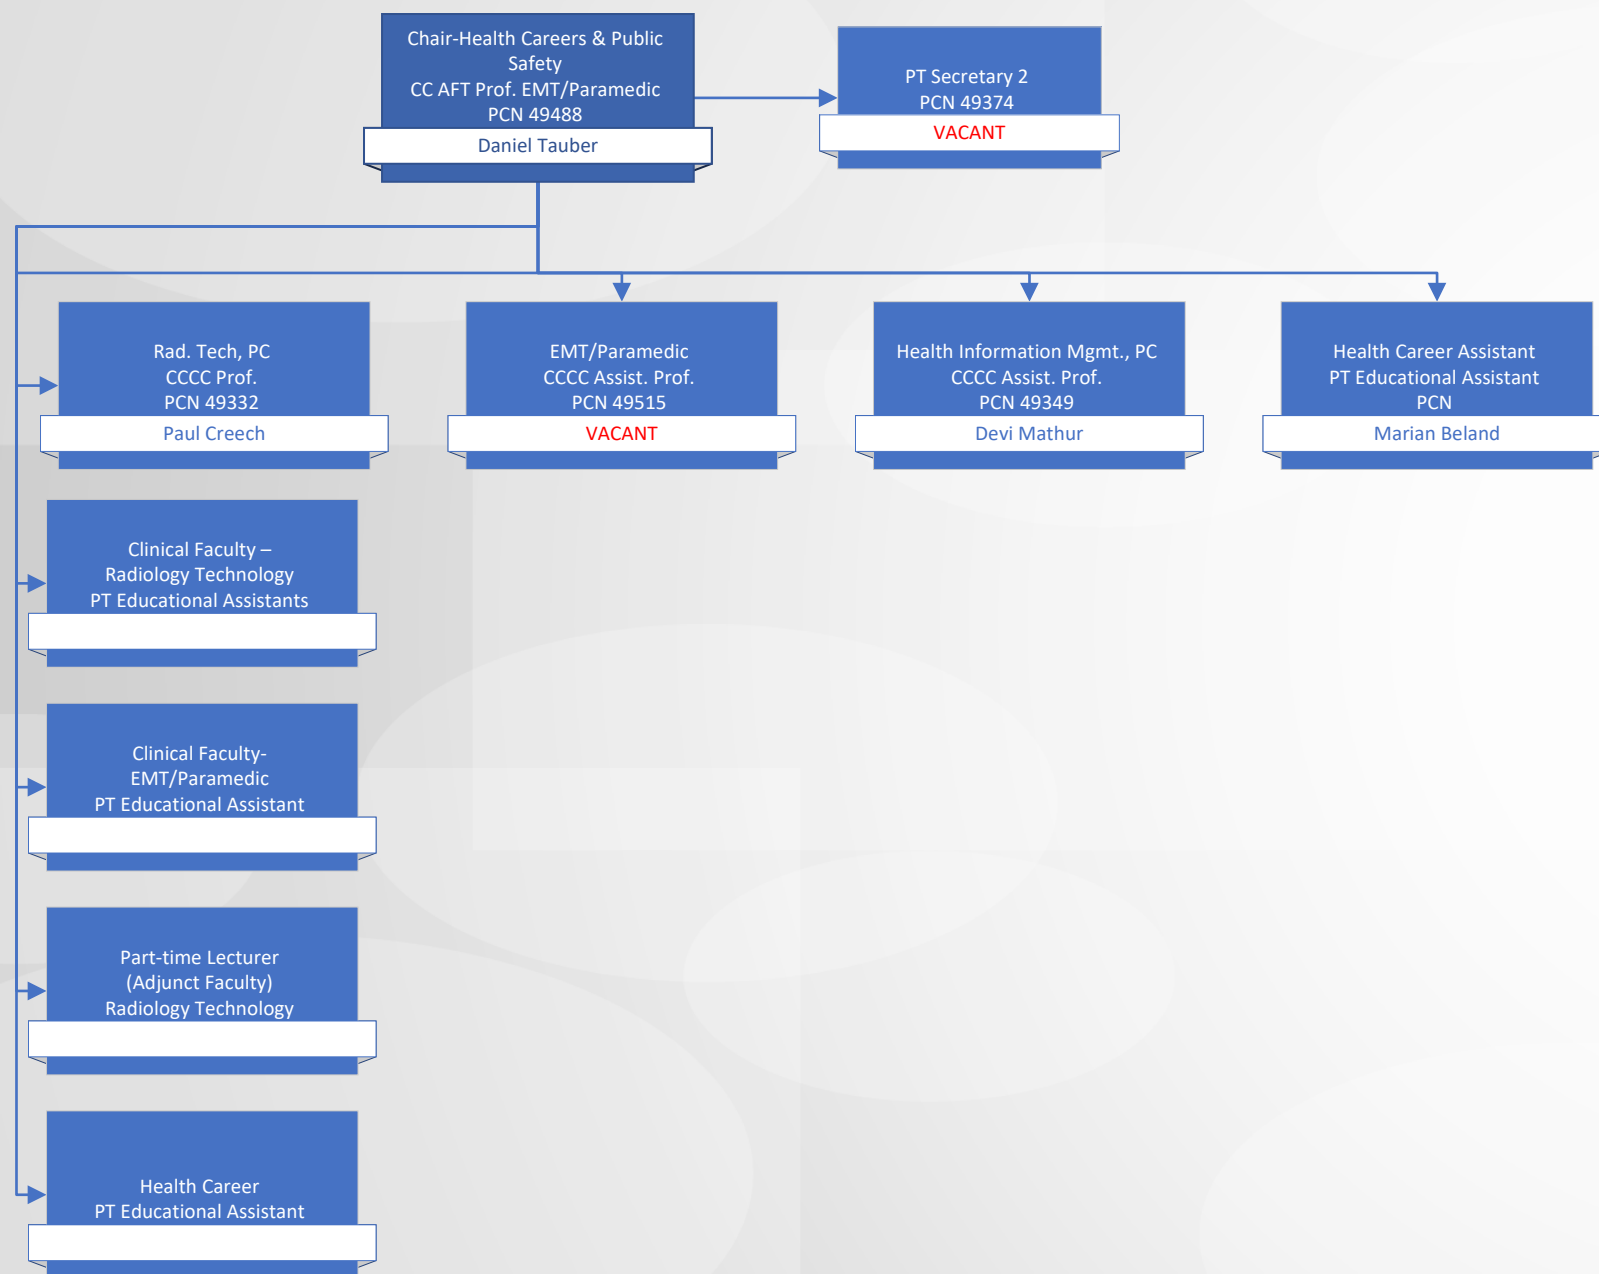 Chair-Health Careers & Public
Safety
CC AFT Prof. EMT/Paramedic
PCN 49488
Daniel Tauber
PT Secretary 2
PCN 49374
VACANT
Rad. Tech, PC
CCCC Prof.
PCN 49332
Paul Creech
EMT/Paramedic
CCCC Assist. Prof.
PCN 49515
VACANT
Health Information Mgmt., PC
CCCC Assist. Prof.
PCN 49349
Devi Mathur
Health Career Assistant
PT Educational Assistant
PCN
Marian Beland
Clinical Faculty –
Radiology Technology
PT Educational Assistants
Clinical Faculty-
EMT/Paramedic
PT Educational Assistant
Part-time Lecturer
(Adjunct Faculty)
Radiology Technology
Health Career
PT Educational Assistant